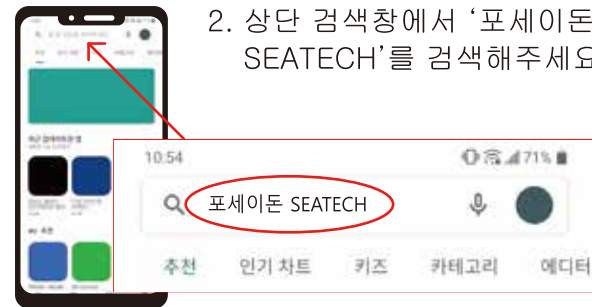 2. 상단 검색창에서 ‘포세이돈
SEATECH’를 검색해주세요
10:54
71%
포세이돈 SEATECH
추천 인기 차트 키즈 카테고리 에디터